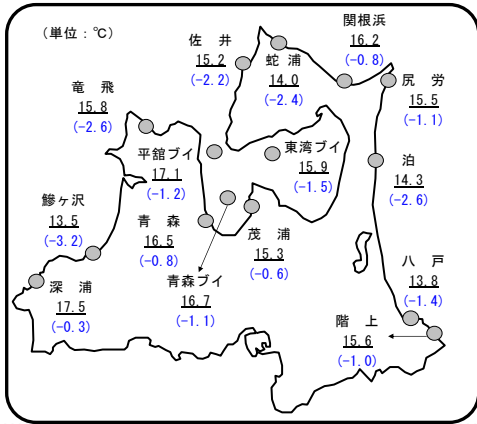 （単位：℃）
関根浜
16.2
(-0.8)
佐　井
15.2
(-2.2)
蛇　浦
14.0
(-2.4)
尻　労
15.5
(-1.1)
竜　飛
15.8
(-2.6)
平舘ブイ
17.1
(-1.2)
東湾ブイ
15.9
(-1.5)
泊
14.3
(-2.6)
鰺ヶ沢
13.5
(-3.2)
青　森
16.5
(-0.8)
茂　浦
15.3
(-0.6)
八　戸
13.8
(-1.4)
深　浦
17.5
(-0.3)
青森ブイ
16.7
(-1.1)
階　上
15.6
(-1.0)